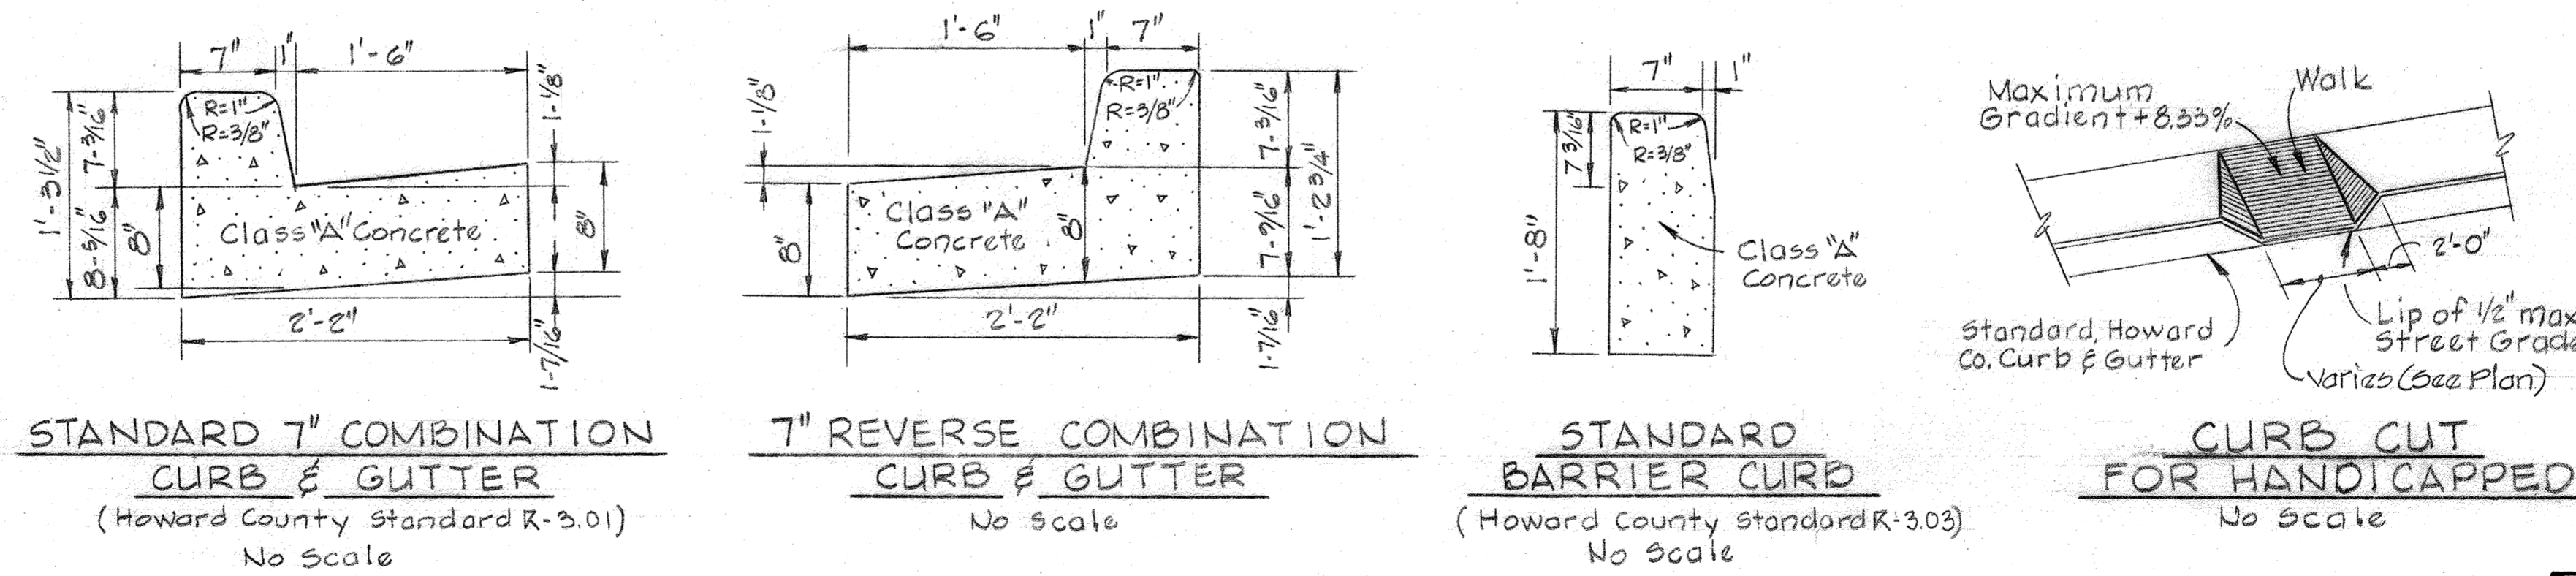 7" 1" 1'-6"
1-1/8"
R=1"
R=3/8"
7-3/16"
1'-3 1/2"
8-5/16"
8"
Class "A" Concrete
8"
2'-2"
1-7/16"
STANDARD 7" COMBINATION
CURB & GUTTER
(Howard County Standard R-3.01)
No Scale
1'-6" 1" 7"
1-1/8"
R=1"
R=3/8"
7-3/16"
1'-2 3/4"
7-9/16"
Class "A"
Concrete
8"
8"
2'-2"
1-7/16"
7" REVERSE COMBINATION
CURB & GUTTER
No Scale
7" 1"
7 3/16"
R=1"
R=3/8"
1'-8"
Class "A"
Concrete
STANDARD
BARRIER CURB
(Howard County Standard R-3.03)
No Scale
Maximum
Gradient + 8.33%
Walk
2'-0"
Lip of 1/2" max
Street Grade
Standard, Howard
Co. Curb & Gutter
Varies (See Plan)
CURB CUT
FOR HANDICAPPED
No Scale